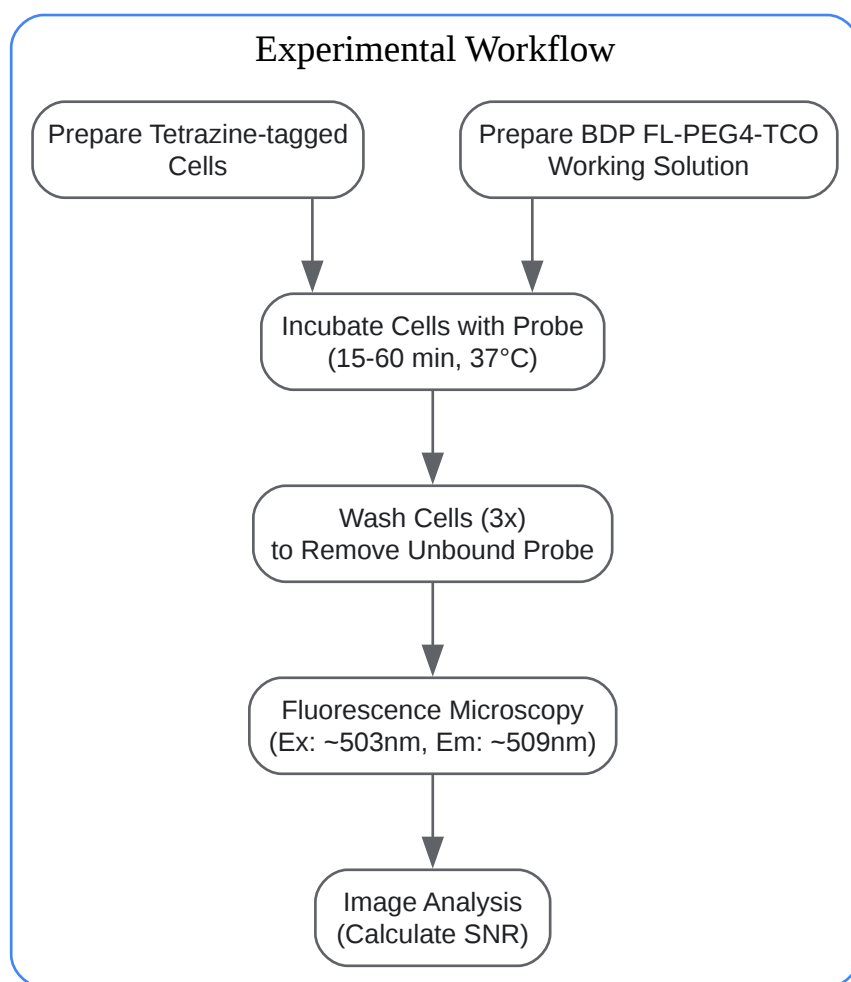 Experimental Workflow
Prepare Tetrazine-tagged
Cells
Prepare BDP FL-PEG4-TCO
Working Solution
Incubate Cells with Probe
(15-60 min, 37°C)
Wash Cells (3x)
to Remove Unbound Probe
Fluorescence Microscopy
(Ex: ~503nm, Em: ~509nm)
Image Analysis
(Calculate SNR)